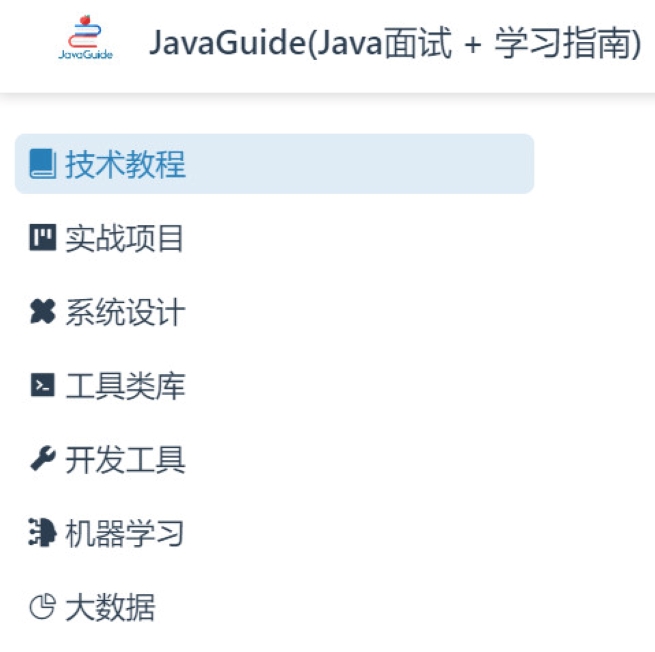 JavaGuide
JavaGuide(Java面试 + 学习指南)
技术教程
实战项目
系统设计
工具类库
开发工具
机器学习
大数据